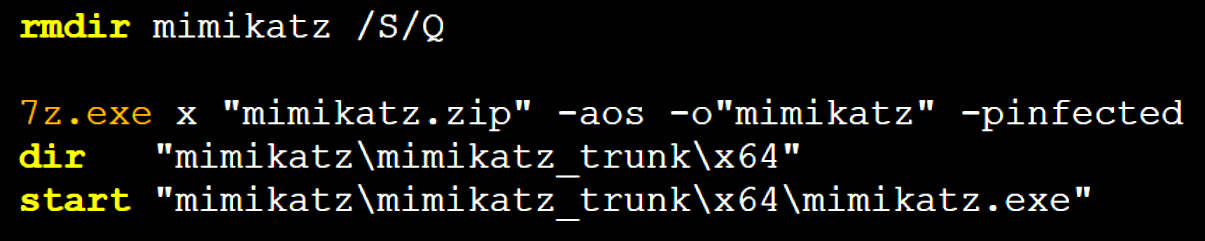 rmdir mimikatz /S/Q
7z.exe x "mimikatz.zip" -aos -o"mimikatz" -pinfected
dir "mimikatz\mimikatz_trunk\x64"
start "mimikatz\mimikatz_trunk\x64\mimikatz.exe"